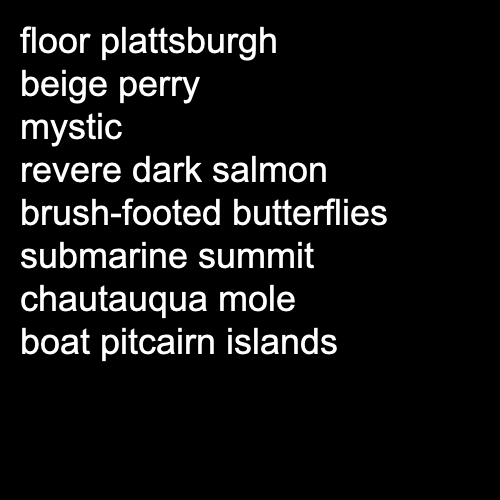 floor plattsburgh
beige perry
mystic
revere dark salmon
brush-footed butterflies
submarine summit
chautauqua mole
boat pitcairn islands